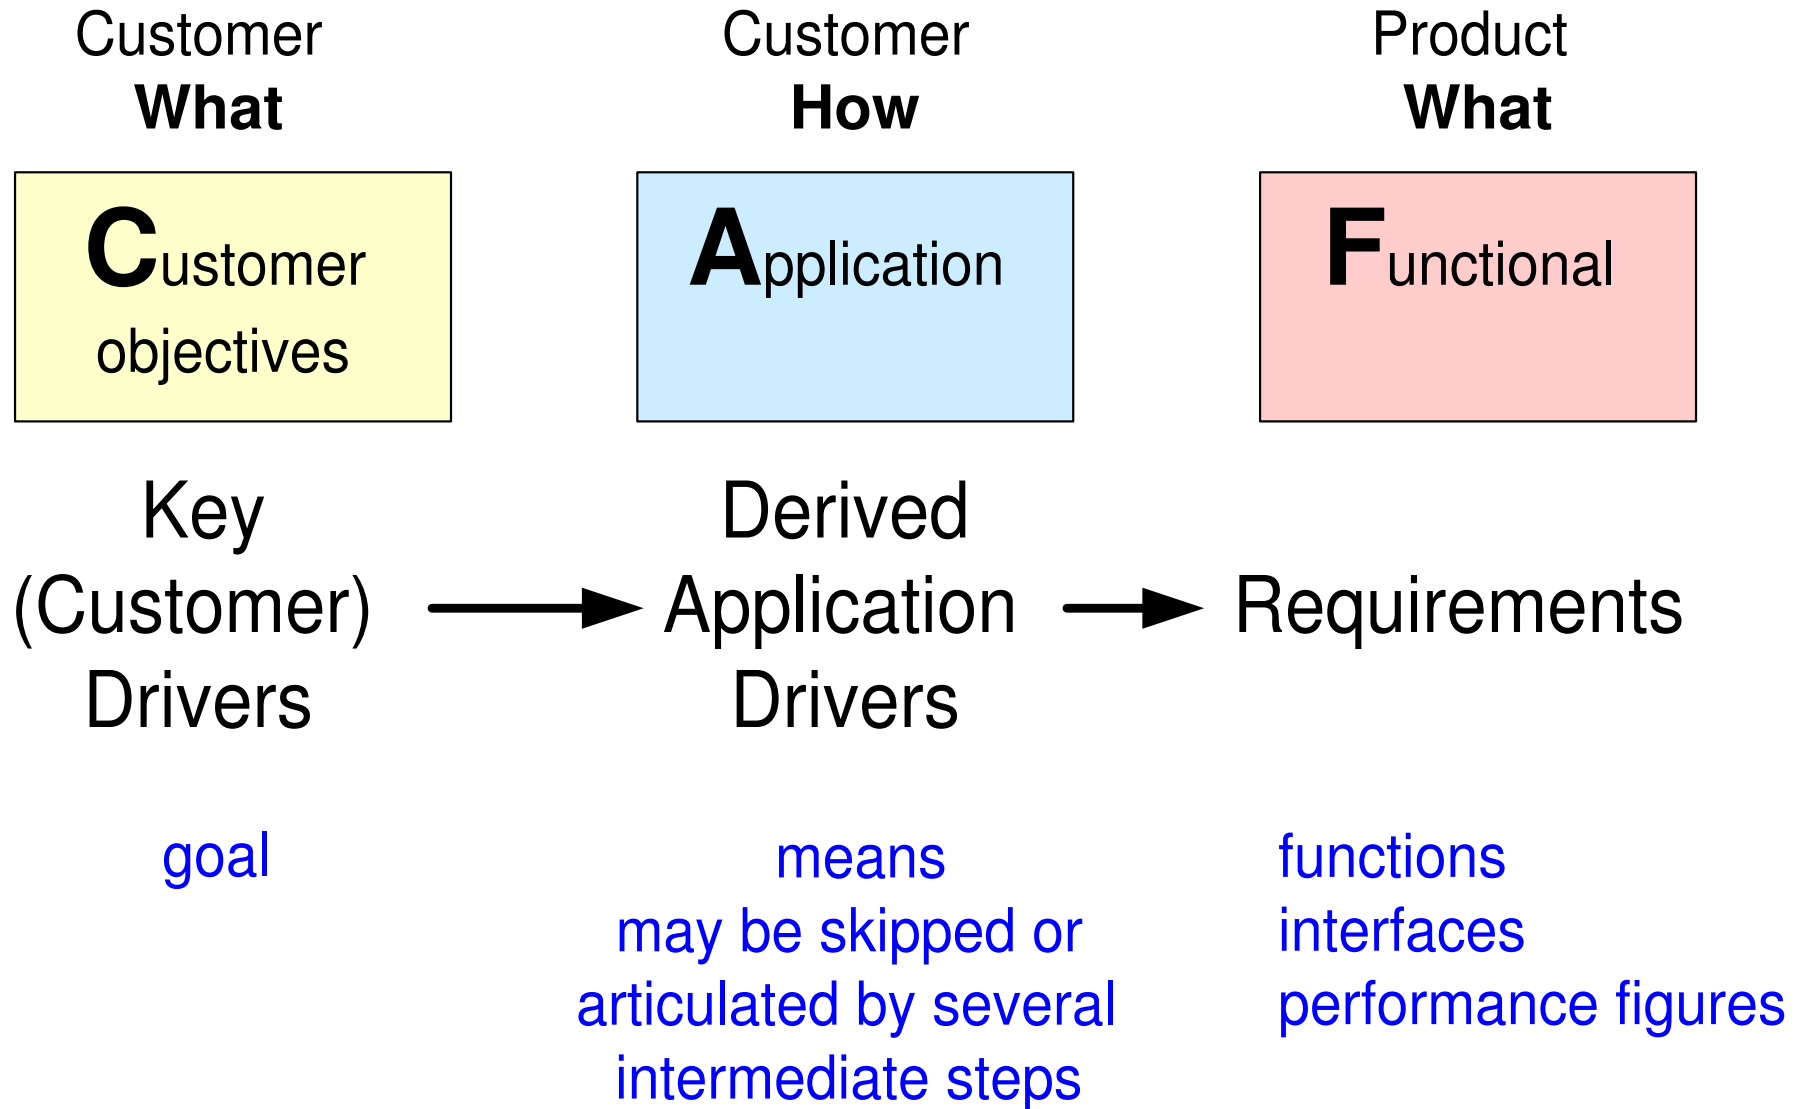 Customer
What
Customer
How
Product
What
Customer
objectives
Application
Functional
Key
(Customer)
Drivers
Derived
Application
Drivers
Requirements
goal
means
may be skipped or
articulated by several
intermediate steps
functions
interfaces
performance figures